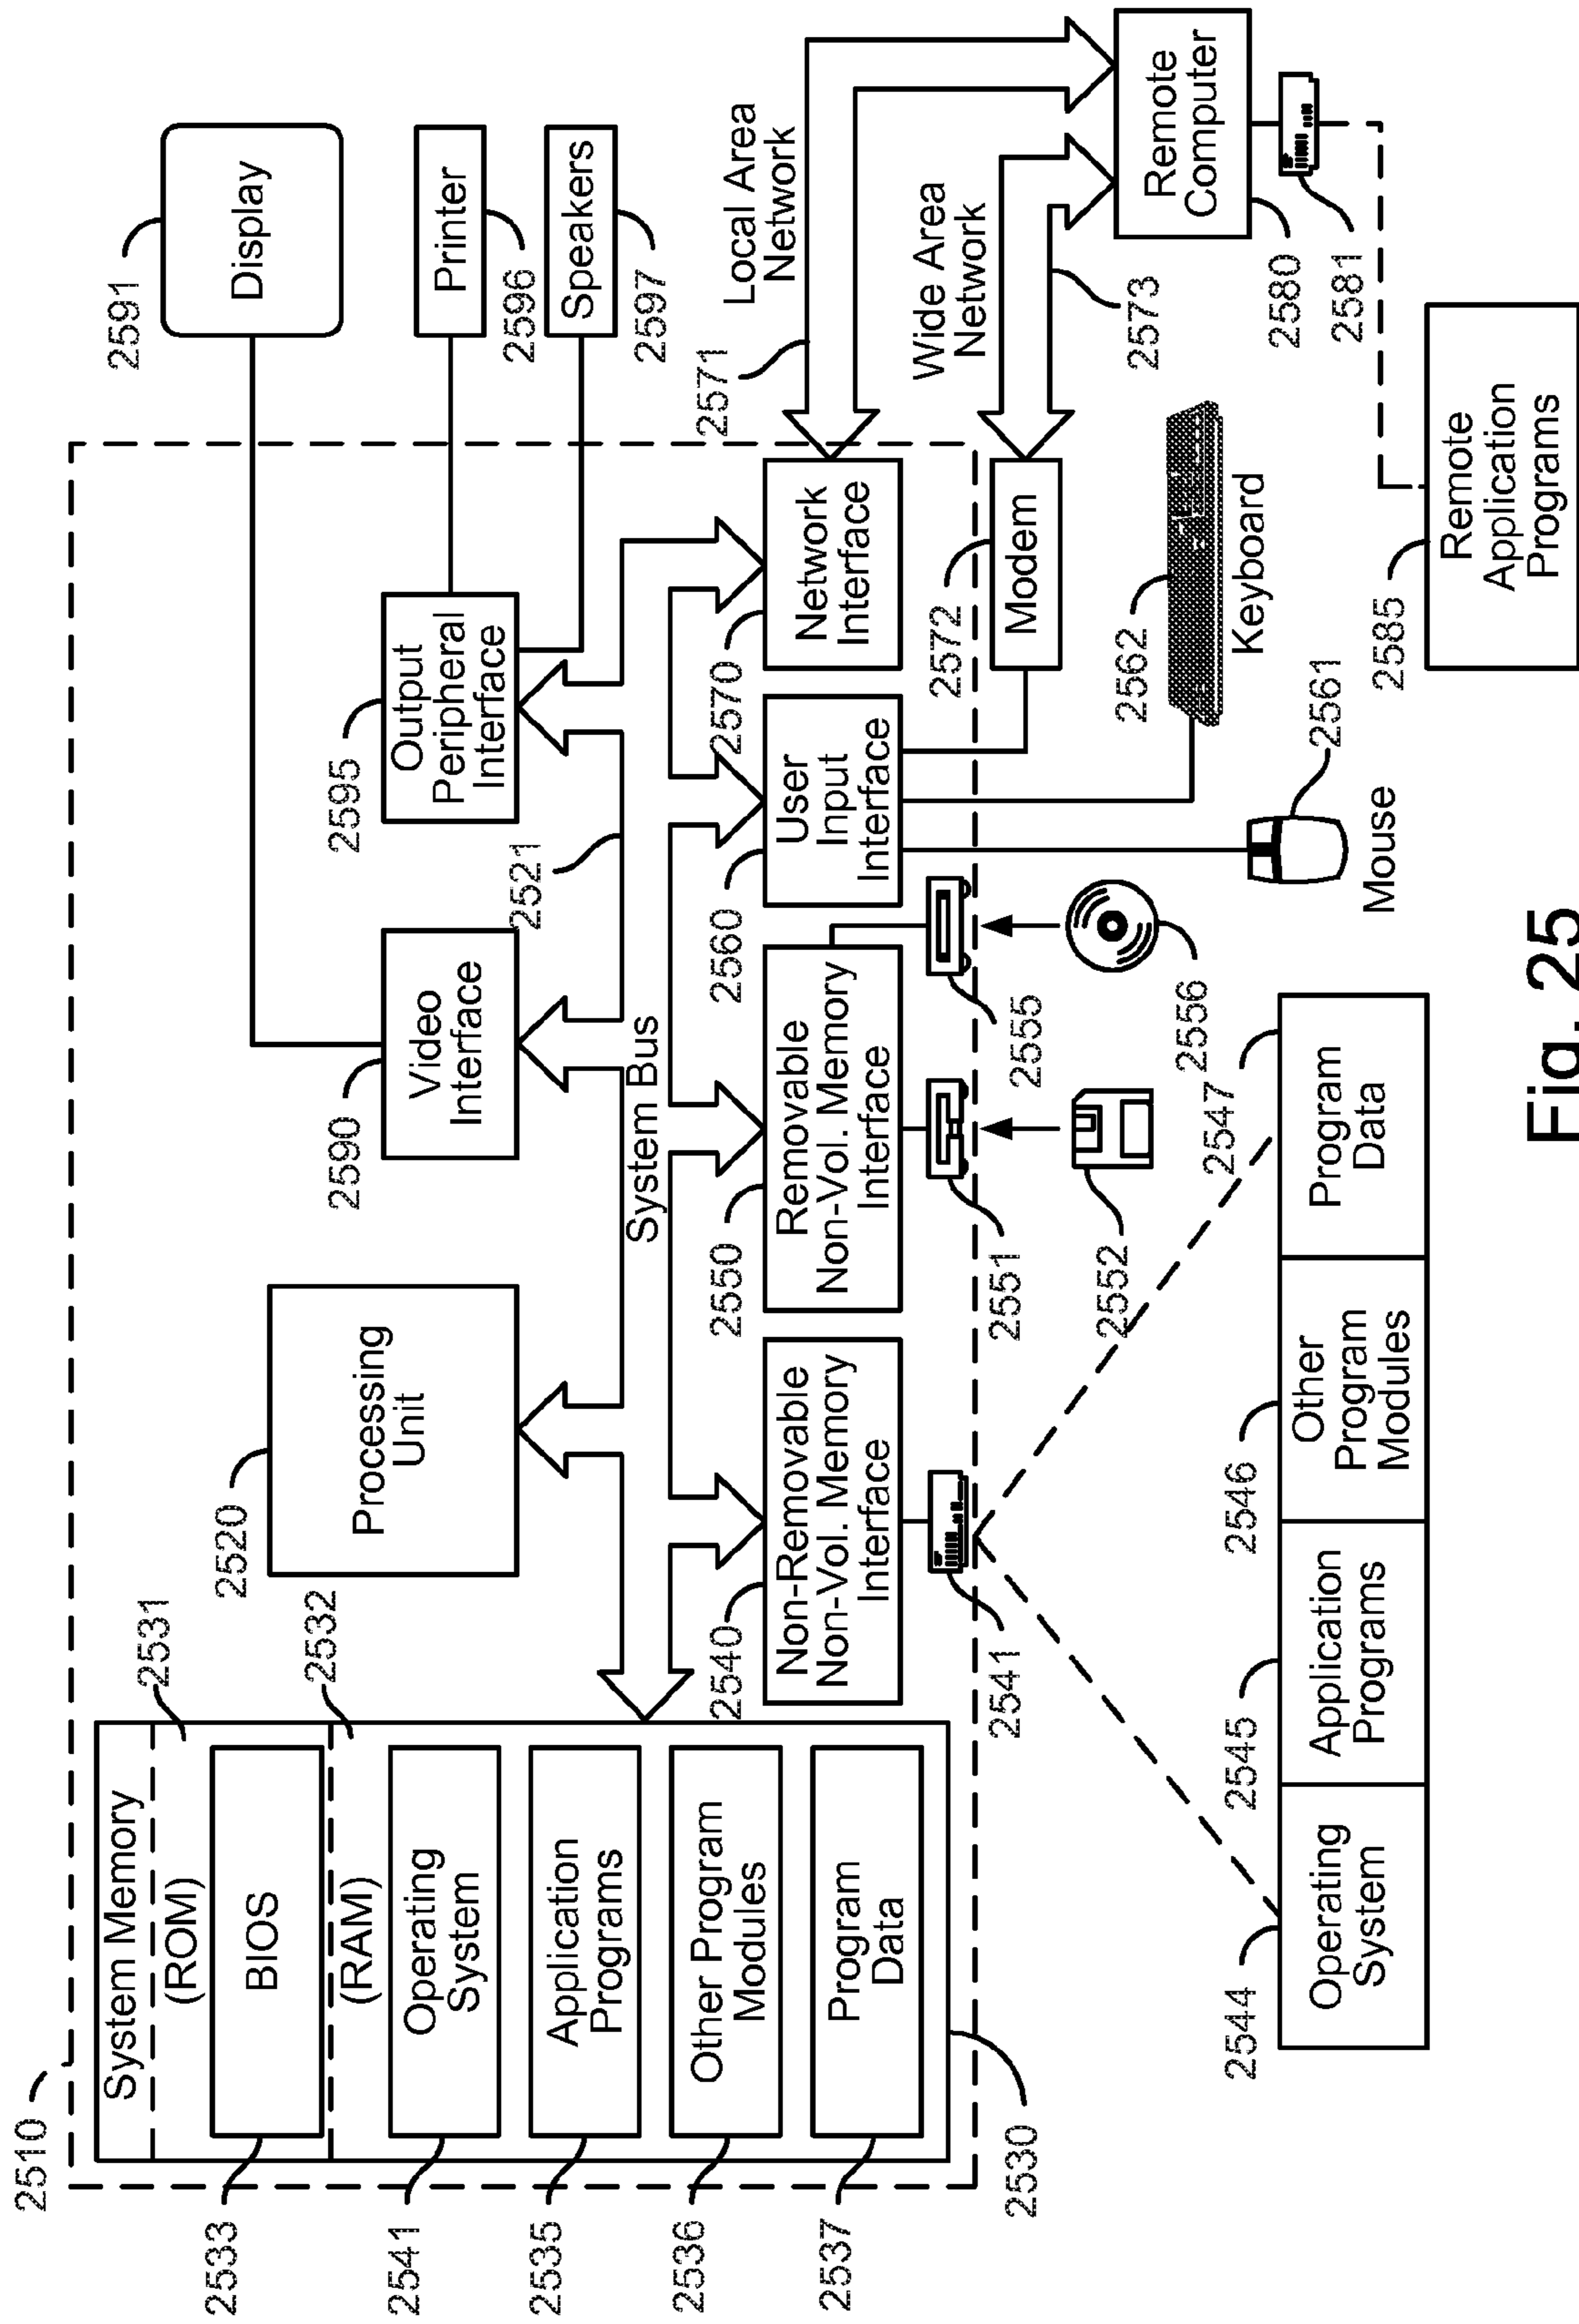 2510
System Memory
(ROM)
2531
BIOS
2533
(RAM)
2532
Operating
System
2541
Application
Programs
2535
Other Program
Modules
2536
Program
Data
2537
2530
2520
Processing
Unit
2590
Video
Interface
2595
Output
Peripheral
Interface
2591
Display
Printer
2596
Speakers
2597
System Bus
2521
2540
Non-Removable
Non-Vol. Memory
Interface
2550
Removable
Non-Vol. Memory
Interface
2560
User
Input
Interface
2570
Network
Interface
2571
Local Area
Network
Wide Area
Network
2573
2541
2551
2555
2552
2556
2572
Modem
2562
Keyboard
2561
Mouse
Remote
Computer
2580
2581
2585
Remote
Application
Programs
2544
Operating
System
2545
Application
Programs
2546
Other
Program
Modules
2547
Program
Data
Fig. 25